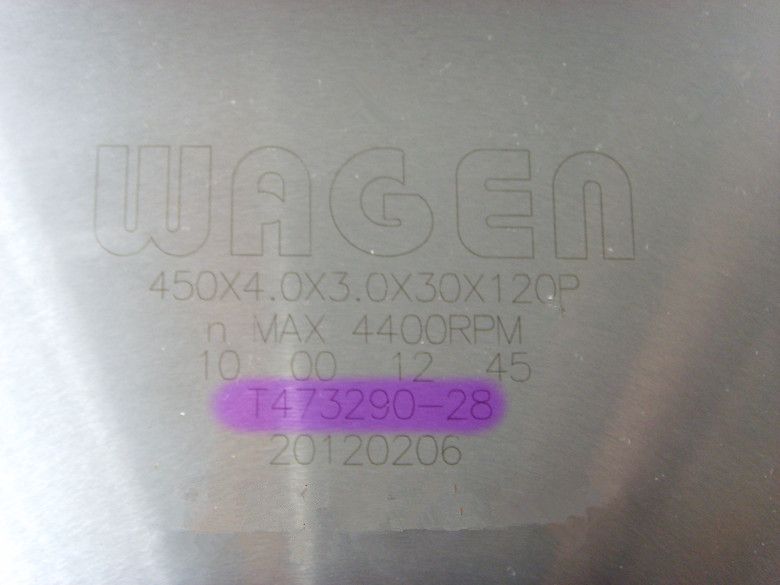 WAGEN
450X4.0X3.0X30X120P
n MAX 4400RPM
10 00 12 45
T473290-28
20120206